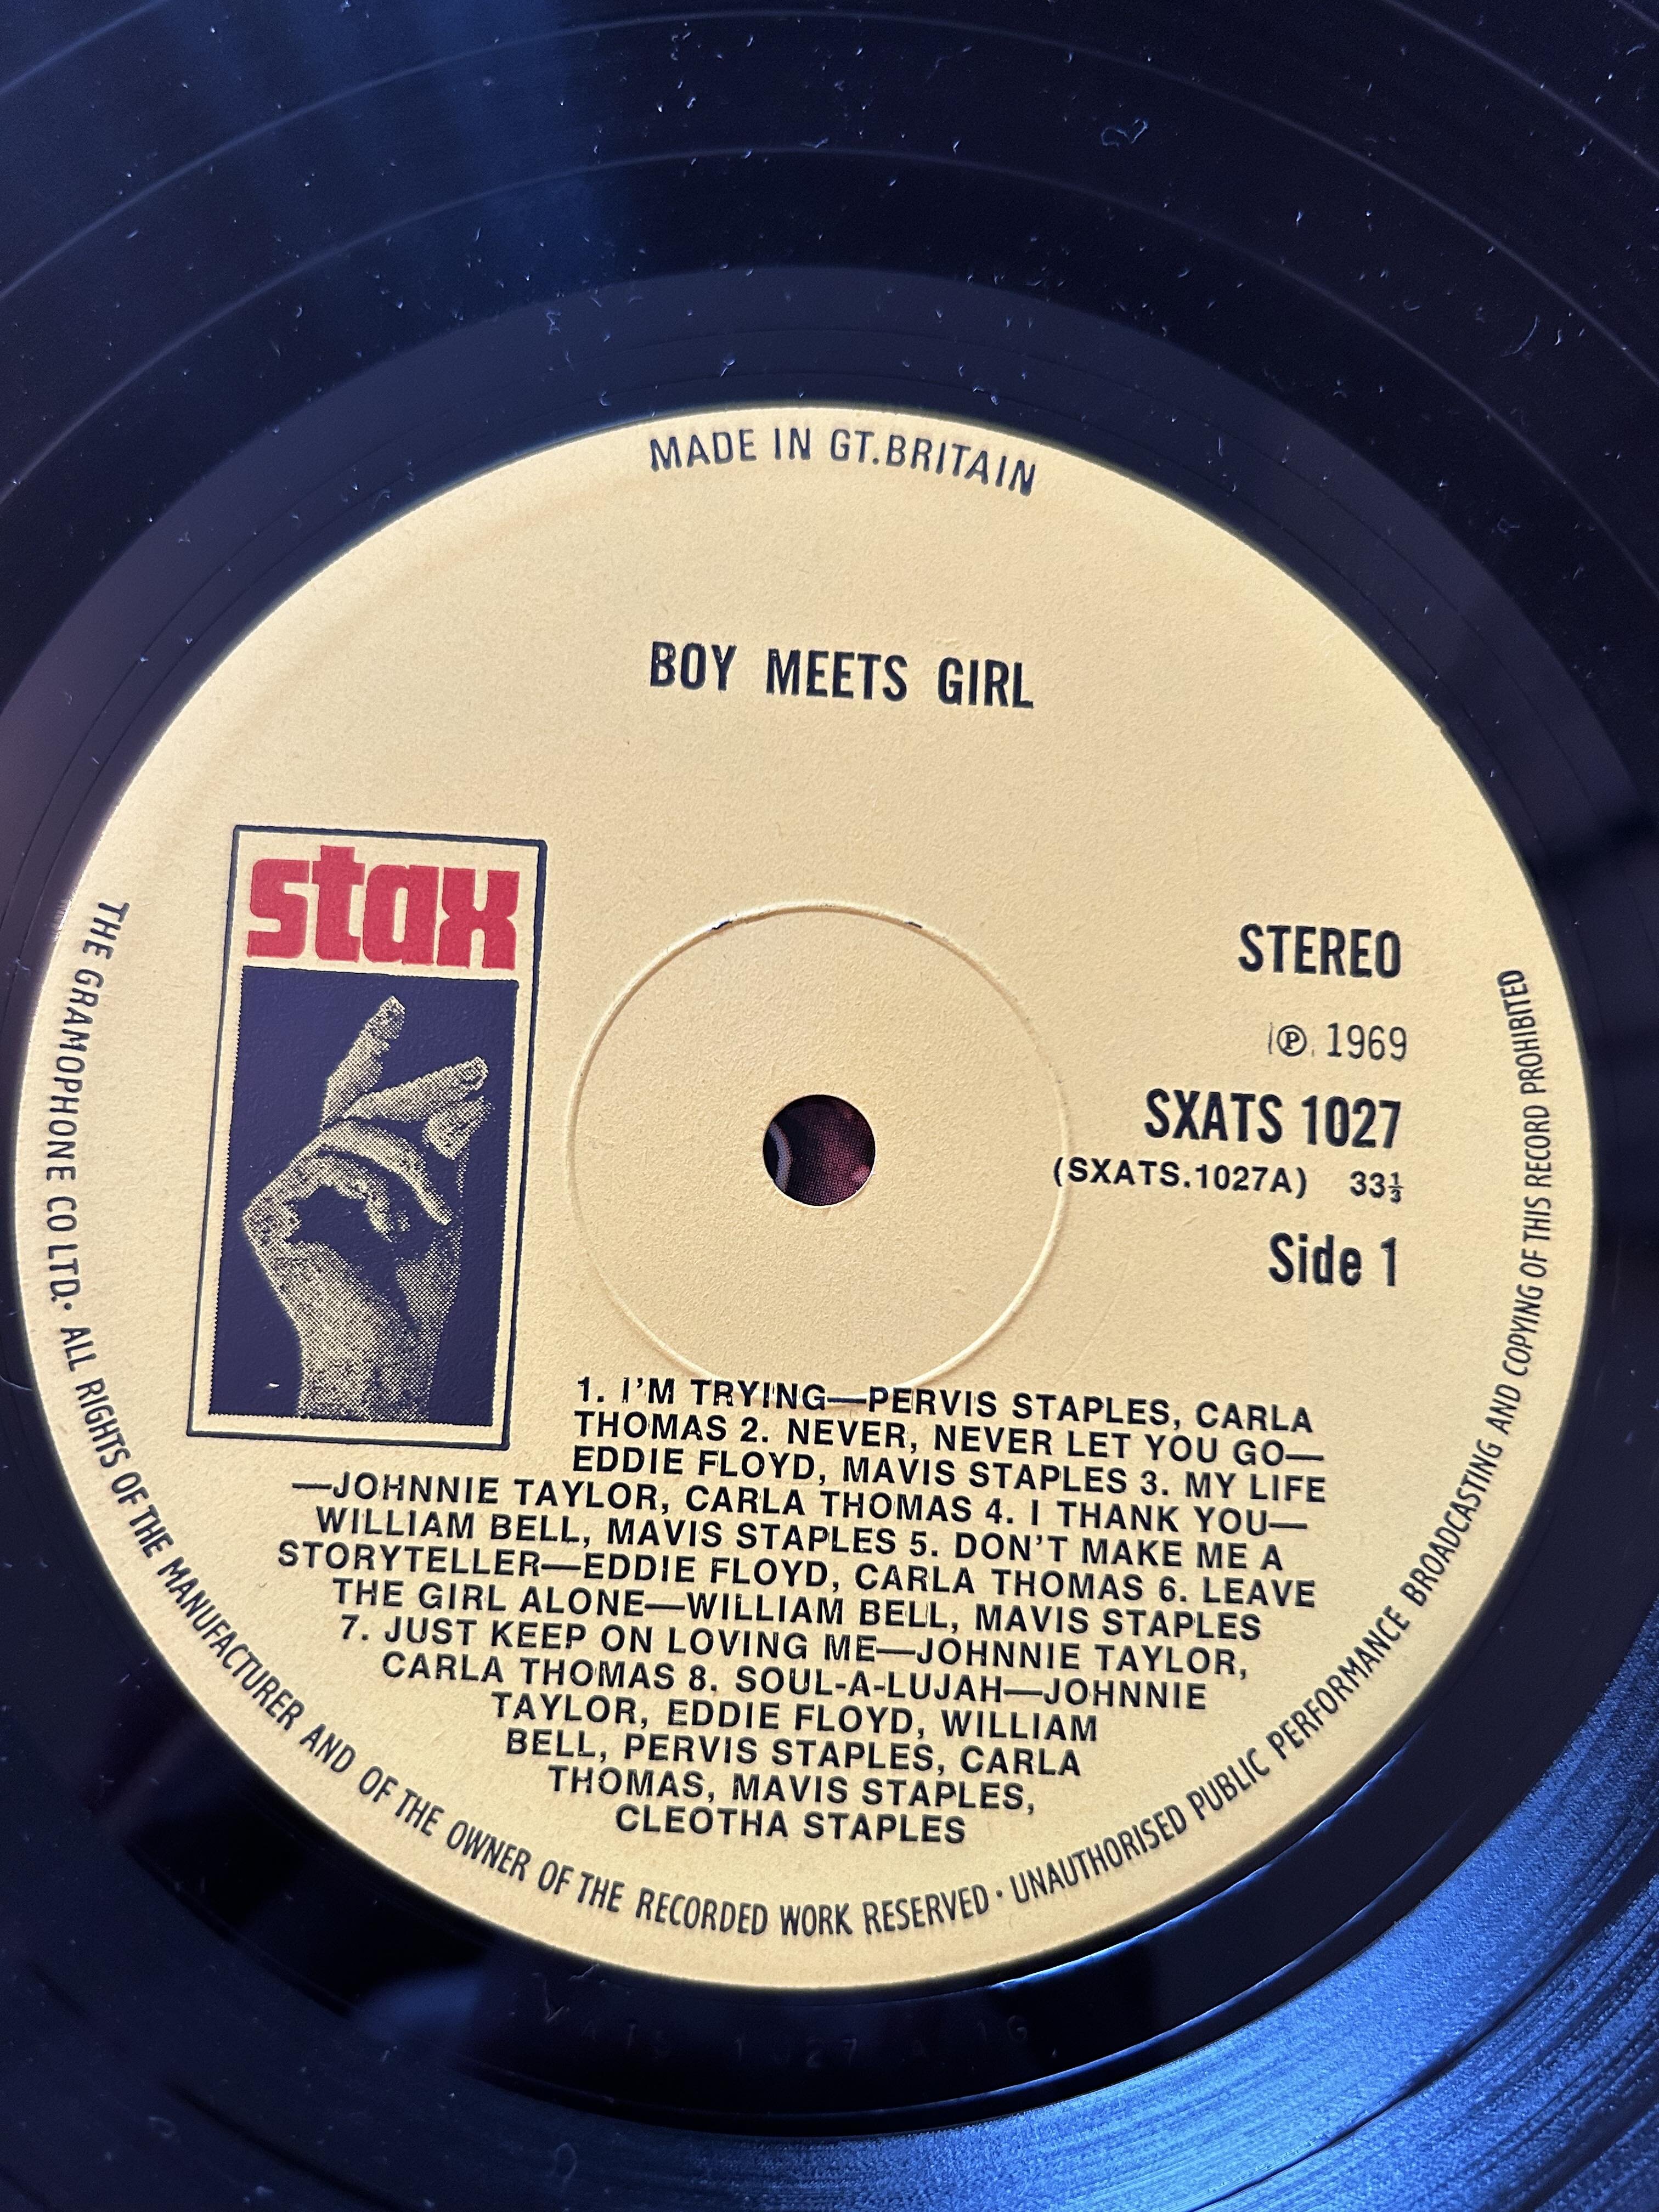 MADE IN GT.BRITAIN
BOY MEETS GIRL
stax
STEREO
℗ 1969
SXATS 1027
(SXATS.1027A) 33⅓
Side 1
1. I'M TRYING—PERVIS STAPLES, CARLA
THOMAS 2. NEVER, NEVER LET YOU GO—
EDDIE FLOYD, MAVIS STAPLES 3. MY LIFE
—JOHNNIE TAYLOR, CARLA THOMAS 4. I THANK YOU—
WILLIAM BELL, MAVIS STAPLES 5. DON'T MAKE ME A
STORYTELLER—EDDIE FLOYD, CARLA THOMAS 6. LEAVE
THE GIRL ALONE—WILLIAM BELL, MAVIS STAPLES
7. JUST KEEP ON LOVING ME—JOHNNIE TAYLOR,
CARLA THOMAS 8. SOUL-A-LUJAH—JOHNNIE
TAYLOR, EDDIE FLOYD, WILLIAM
BELL, PERVIS STAPLES, CARLA
THOMAS, MAVIS STAPLES,
CLEOTHA STAPLES
THE GRAMOPHONE CO LTD. · ALL RIGHTS OF THE MANUFACTURER AND OF THE OWNER OF THE RECORDED WORK RESERVED · UNAUTHORISED PUBLIC PERFORMANCE BROADCASTING AND COPYING OF THIS RECORD PROHIBITED